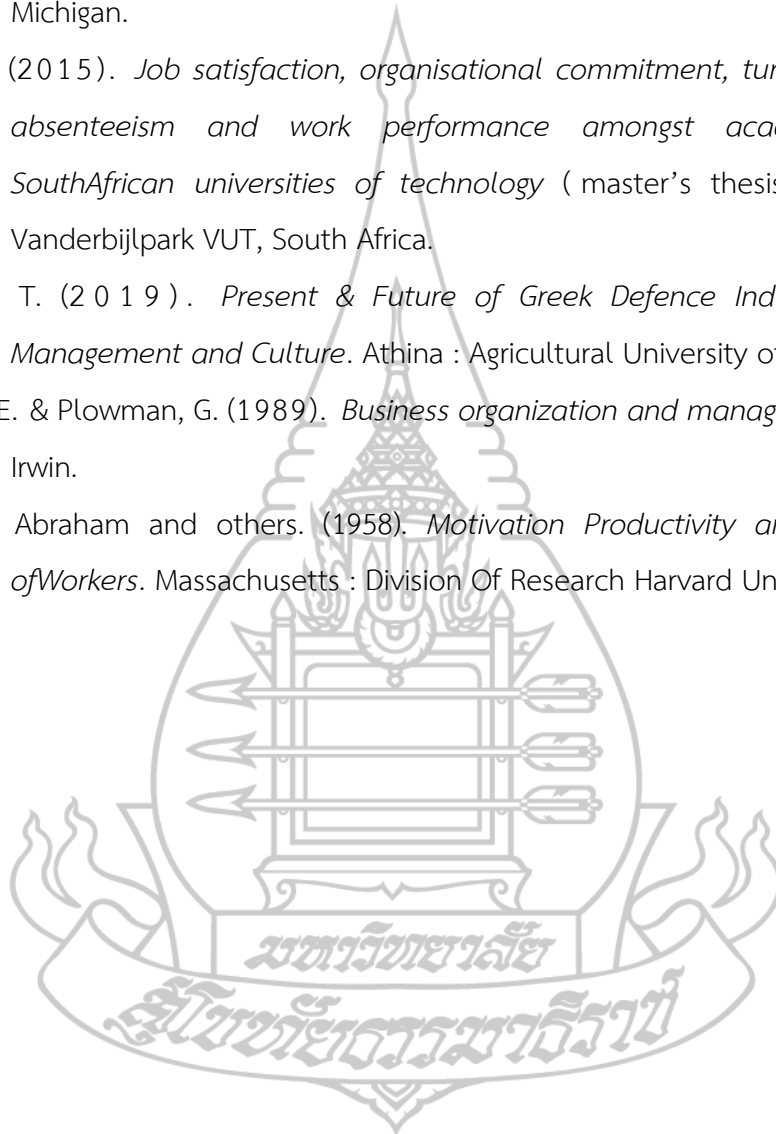 Michigan.
(2015). Job satisfaction, organisational commitment, tur
absenteeism and work performance amongst aca
SouthAfrican universities of technology ( master’s thesis
Vanderbijlpark VUT, South Africa.
T. (2 0 1 9 ) . Present & Future of Greek Defence Ind
Management and Culture. Athina : Agricultural University o
E. & Plowman, G. (1989). Business organization and manag
Irwin.
Abraham and others. (1958). Motivation Productivity a
ofWorkers. Massachusetts : Division Of Research Harvard Un
มหาวิทยาลัย
สุโขทัยธรรมาธิราช